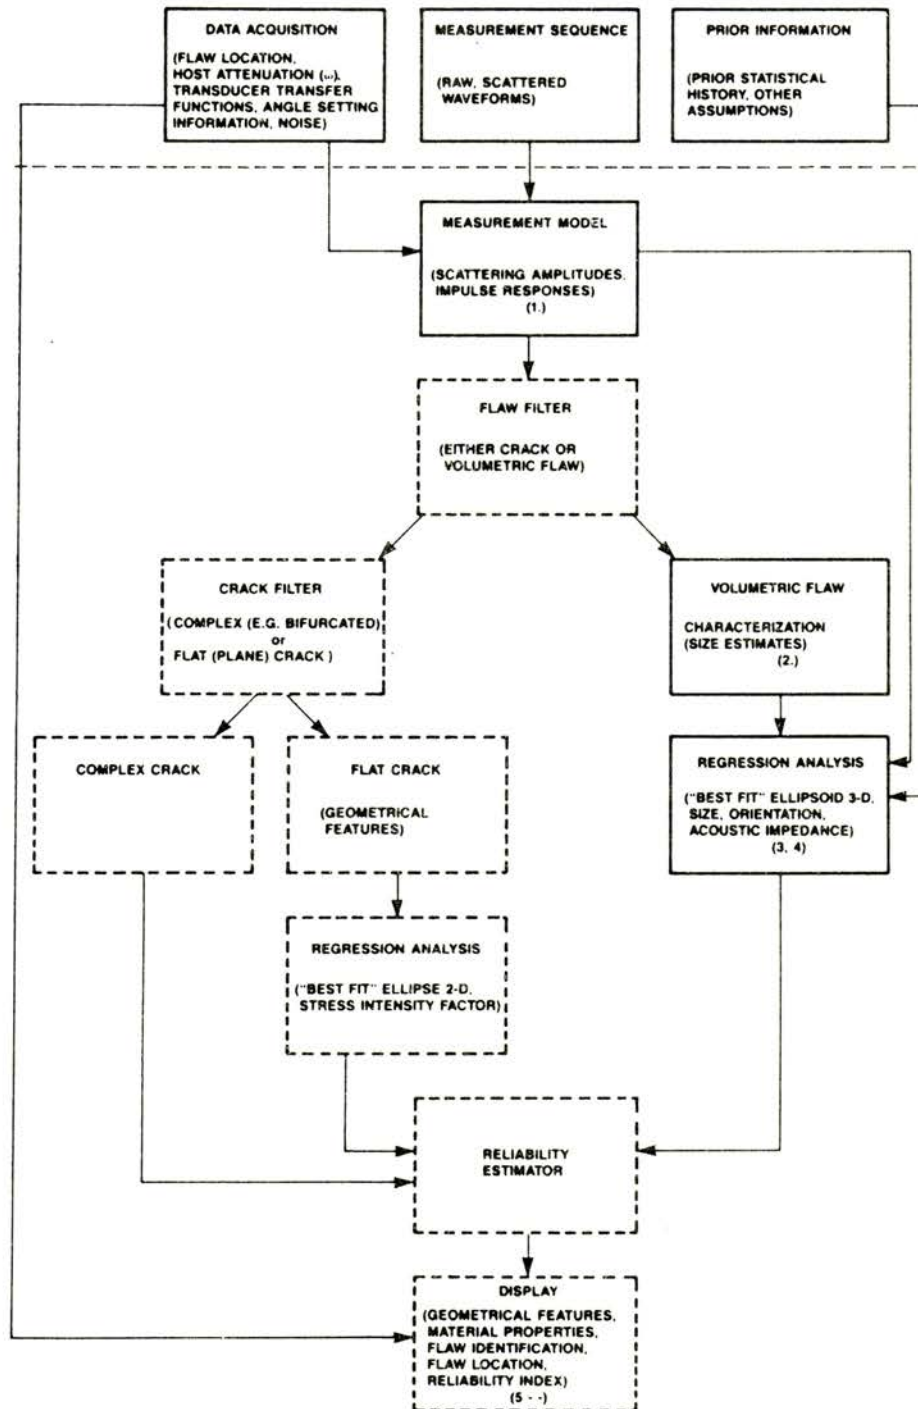 DATA ACQUISITION
(FLAW LOCATION,
HOST ATTENUATION (...),
TRANSDUCER TRANSFER
FUNCTIONS, ANGLE SETTING
INFORMATION, NOISE)
MEASUREMENT SEQUENCE
(RAW, SCATTERED
WAVEFORMS)
PRIOR INFORMATION
(PRIOR STATISTICAL
HISTORY, OTHER
ASSUMPTIONS)
MEASUREMENT MODEL
(SCATTERING AMPLITUDES,
IMPULSE RESPONSES)
(1.)
FLAW FILTER
(EITHER CRACK OR
VOLUMETRIC FLAW)
CRACK FILTER
(COMPLEX (E.G. BIFURCATED)
or
FLAT (PLANE) CRACK )
VOLUMETRIC FLAW
CHARACTERIZATION
(SIZE ESTIMATES)
(2.)
COMPLEX CRACK
FLAT CRACK
(GEOMETRICAL
FEATURES)
REGRESSION ANALYSIS
("BEST FIT" ELLIPSOID 3-D,
SIZE, ORIENTATION,
ACOUSTIC IMPEDANCE)
(3, 4)
REGRESSION ANALYSIS
("BEST FIT" ELLIPSE 2-D,
STRESS INTENSITY FACTOR)
RELIABILITY
ESTIMATOR
DISPLAY
(GEOMETRICAL FEATURES,
MATERIAL PROPERTIES,
FLAW IDENTIFICATION,
FLAW LOCATION,
RELIABILITY INDEX)
(5 - -)